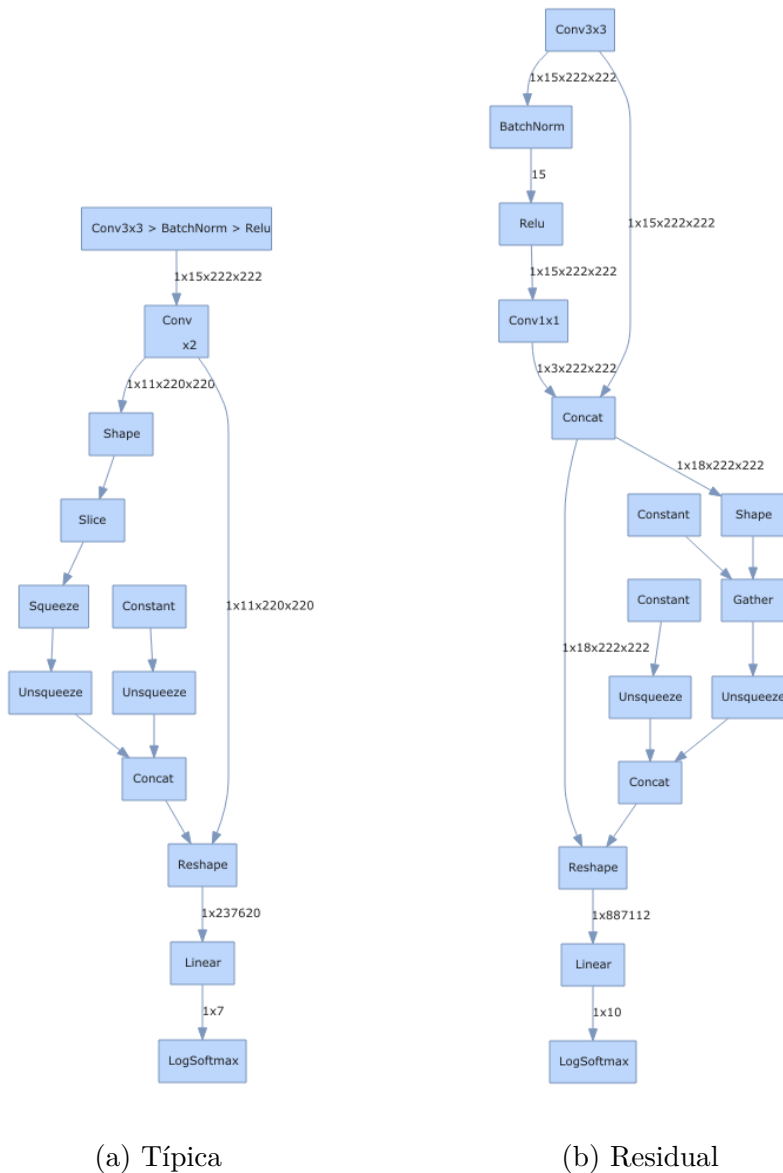 Conv3x3 > BatchNorm > Relu
1x15x222x222
Conv
x2
1x11x220x220
Shape
Slice
Squeeze
Constant
1x11x220x220
Unsqueeze
Unsqueeze
Concat
Reshape
1x237620
Linear
1x7
LogSoftmax
(a) Típica
Conv3x3
1x15x222x222
BatchNorm
15
Relu
1x15x222x222
1x15x222x222
Conv1x1
1x3x222x222
Concat
1x18x222x222
Constant
Shape
Constant
Gather
1x18x222x222
Unsqueeze
Unsqueeze
Concat
Reshape
1x887112
Linear
1x10
LogSoftmax
(b) Residual